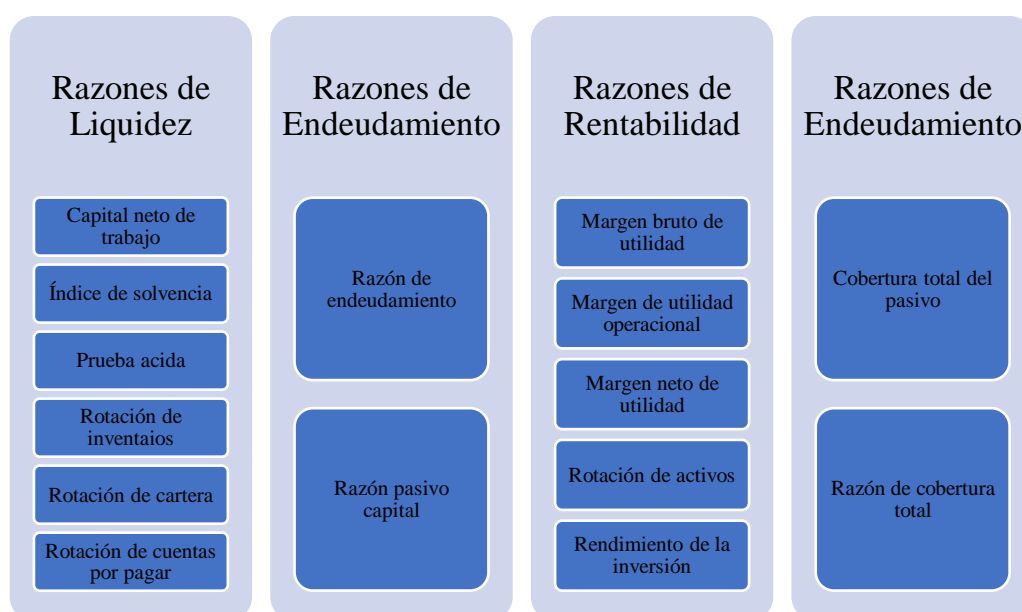 Razones de
Liquidez
Capital neto de
trabajo
Índice de solvencia
Prueba acida
Rotación de
inventaios
Rotación de cartera
Rotación de cuentas
por pagar
Razones de
Endeudamiento
Razón de
endeudamiento
Razón pasivo
capital
Razones de
Rentabilidad
Margen bruto de
utilidad
Margen de utilidad
operacional
Margen neto de
utilidad
Rotación de activos
Rendimiento de la
inversión
Razones de
Endeudamiento
Cobertura total del
pasivo
Razón de cobertura
total